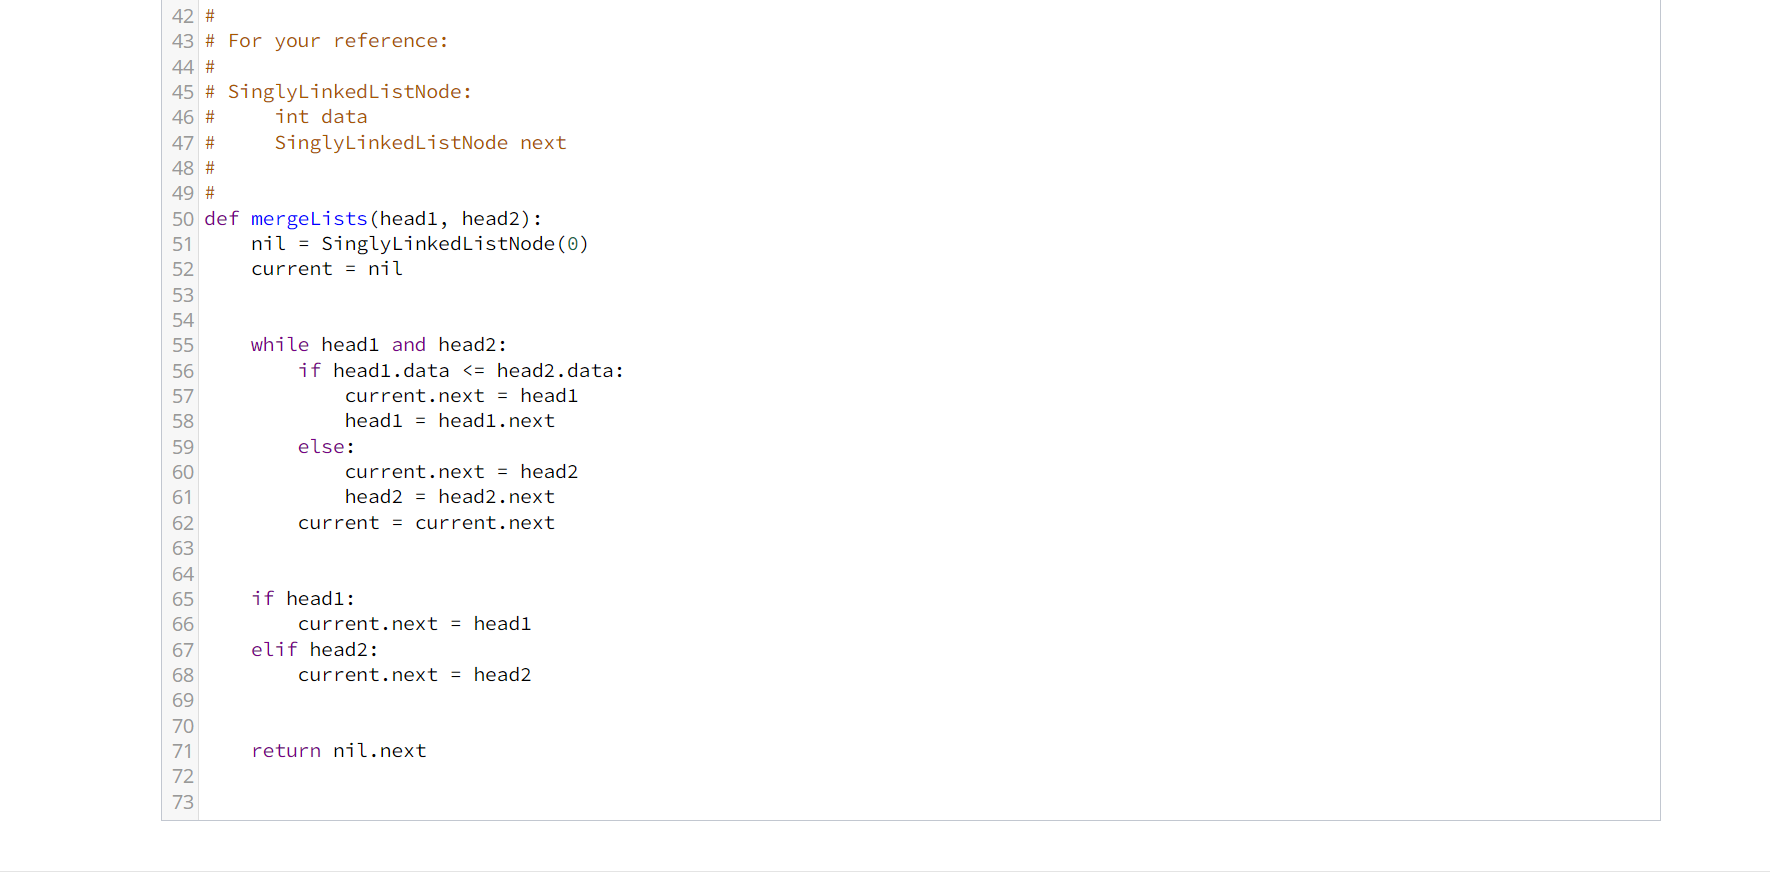 42 #
43 # For your reference:
44 #
45 # SinglyLinkedListNode:
46 #     int data
47 #     SinglyLinkedListNode next
48 #
49 #
50 def mergeLists(head1, head2):
51     nil = SinglyLinkedListNode(0)
52     current = nil
53
54
55     while head1 and head2:
56         if head1.data <= head2.data:
57             current.next = head1
58             head1 = head1.next
59         else:
60             current.next = head2
61             head2 = head2.next
62         current = current.next
63
64
65     if head1:
66         current.next = head1
67     elif head2:
68         current.next = head2
69
70
71     return nil.next
72
73